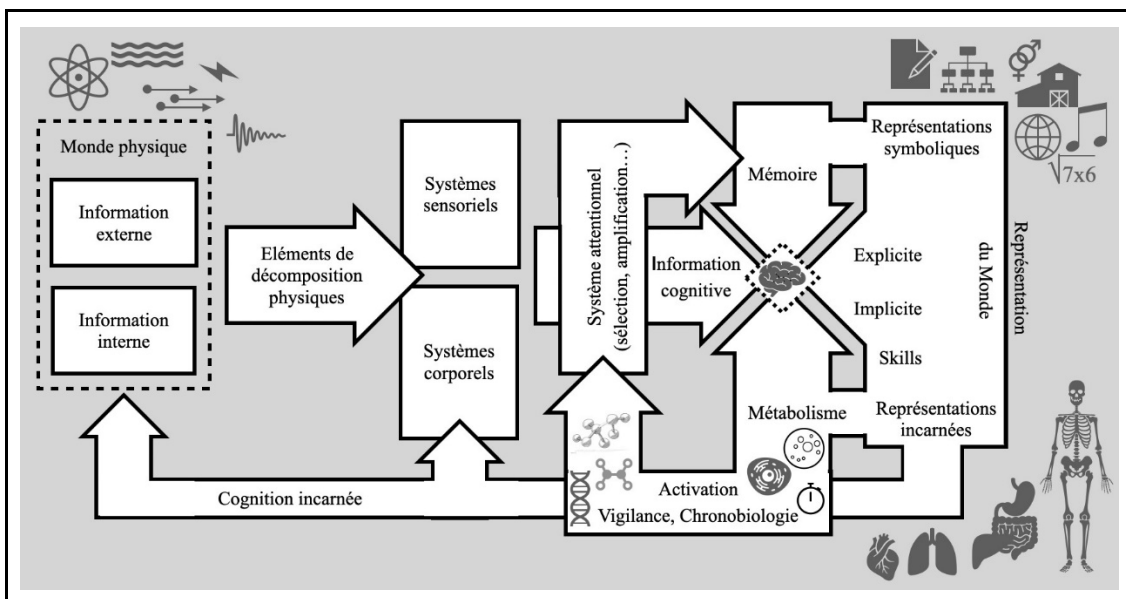 Monde physique
Information
externe
Information
interne
Eléments de
décomposition
physiques
Systèmes
sensoriels
Systèmes
corporels
Système attentionnel
(sélection, amplification…)
Information
cognitive
Mémoire
Représentations
symboliques
Explicite
Implicite
Skills
Représentations
incarnées
Représentation
du Monde
√7x6
Métabolisme
Activation
Vigilance, Chronobiologie
Cognition incarnée